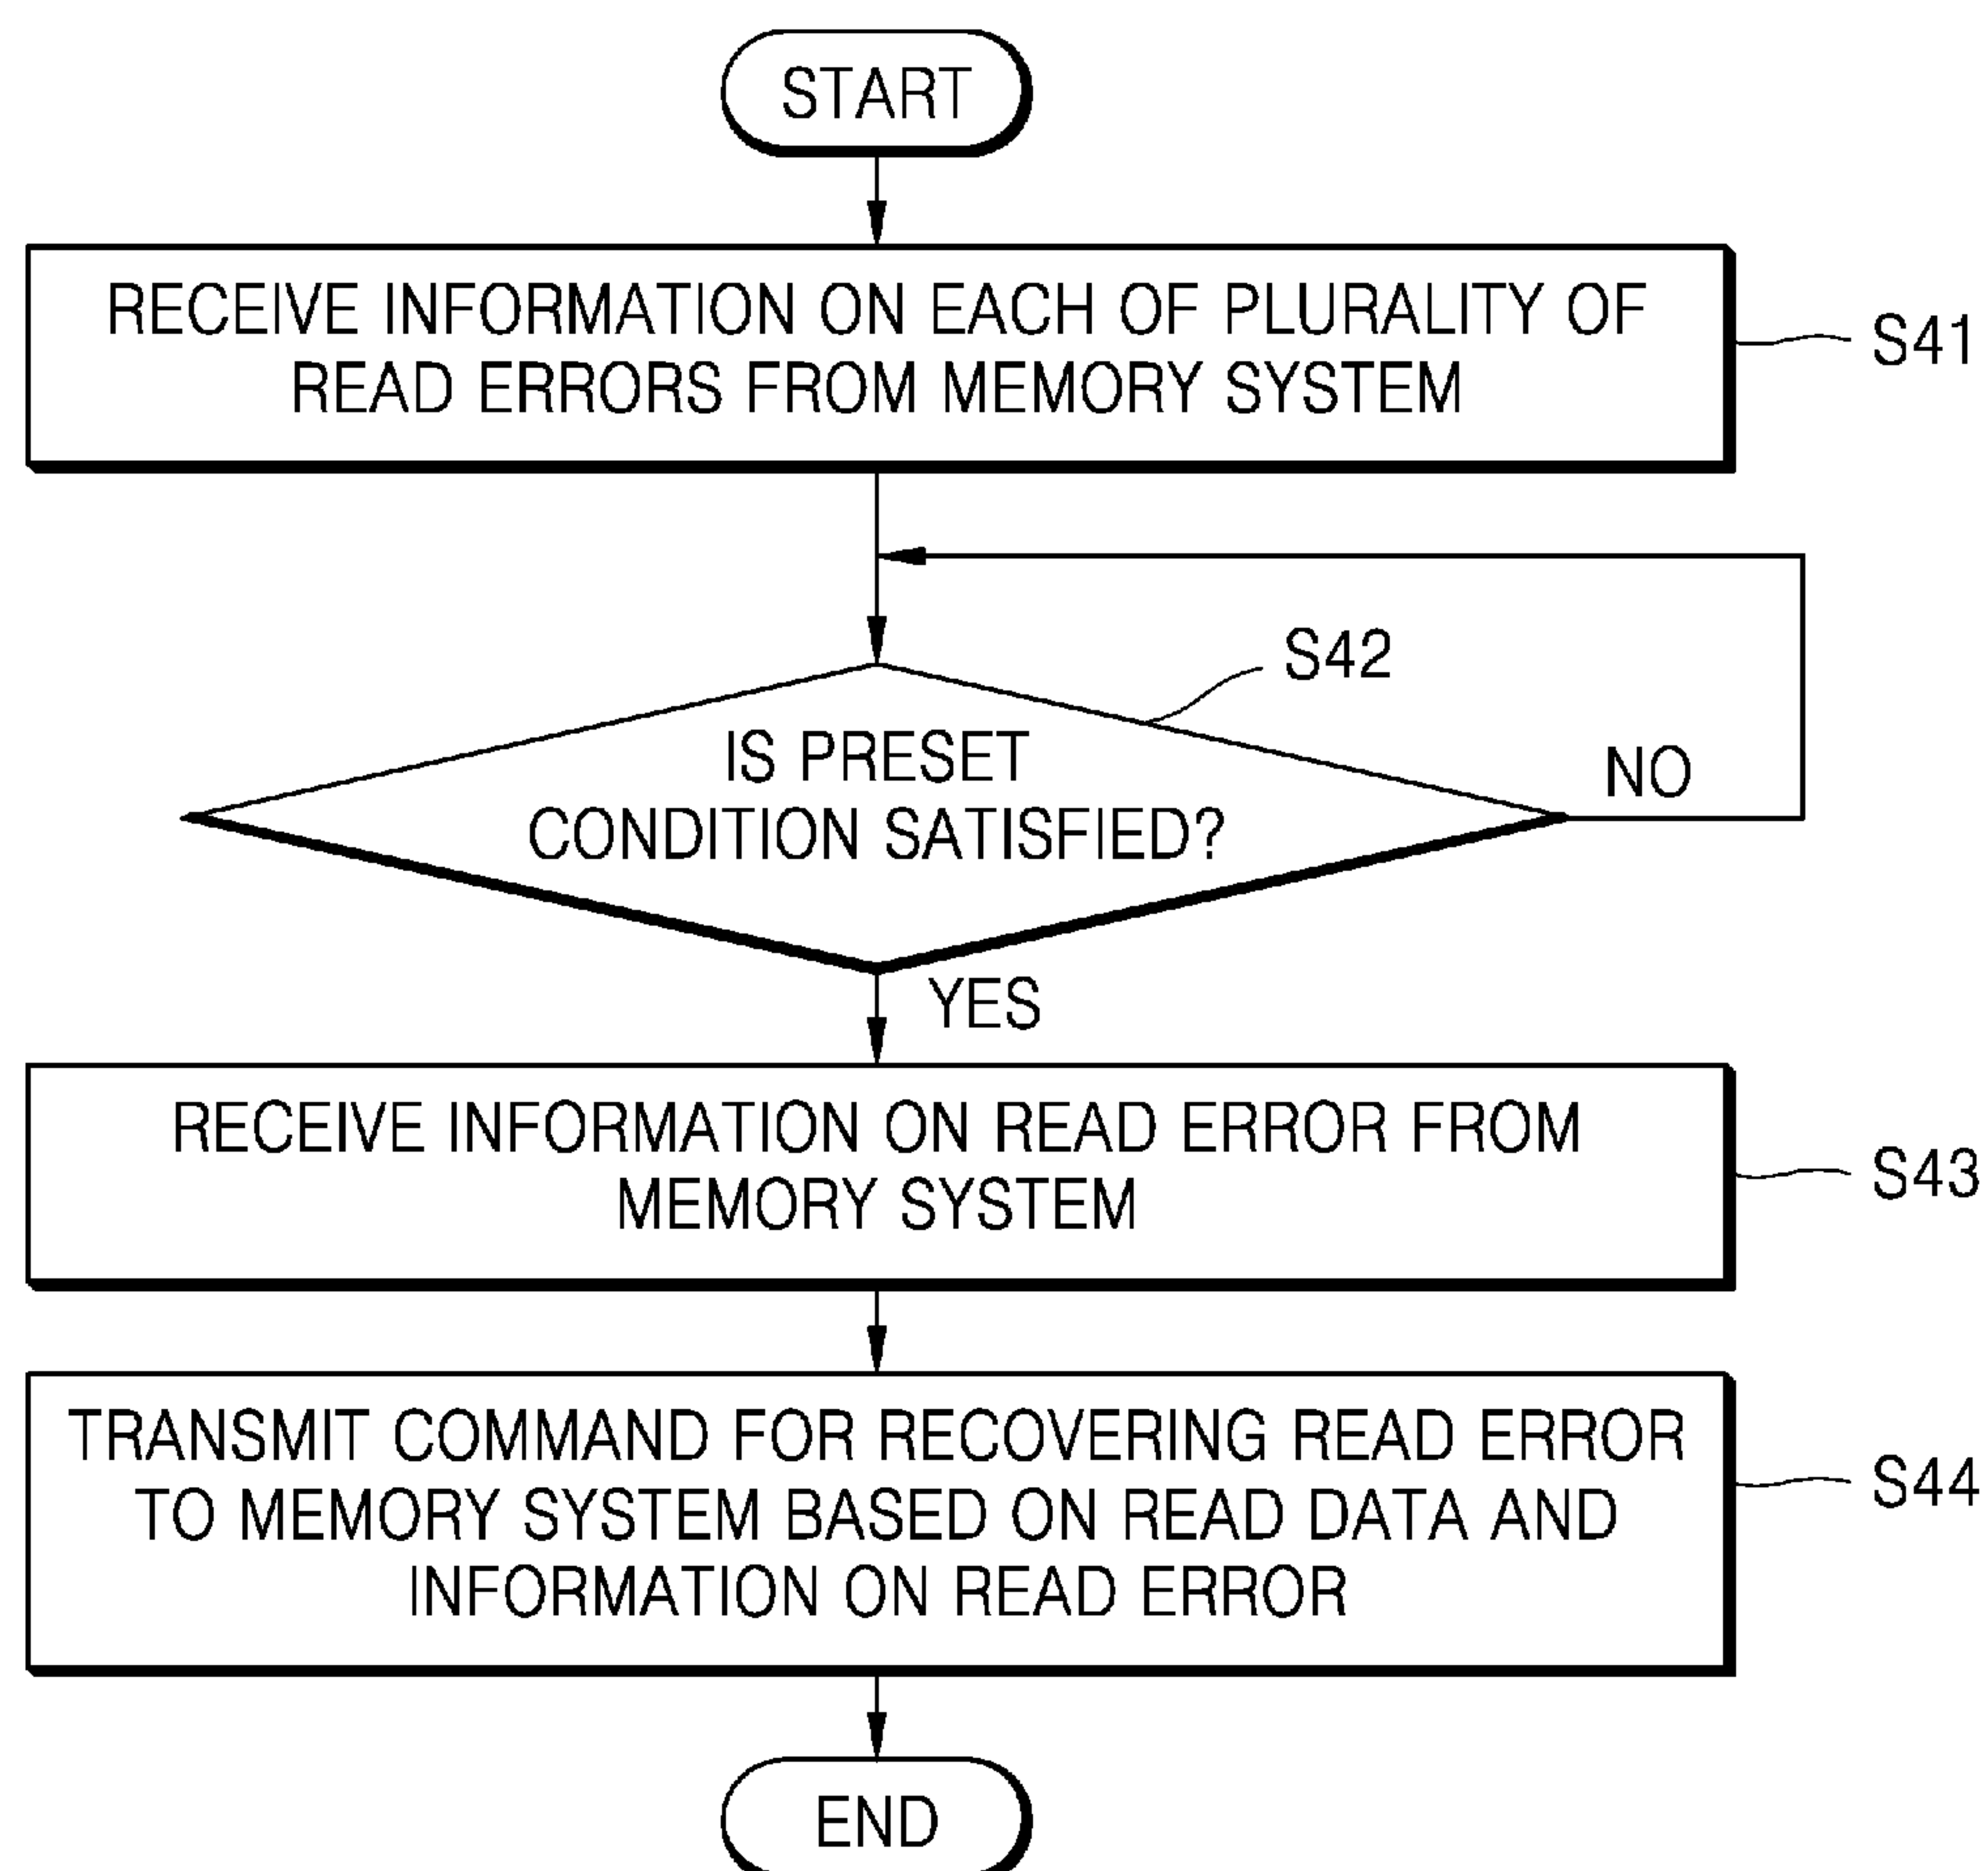 START
RECEIVE INFORMATION ON EACH OF PLURALITY OF
READ ERRORS FROM MEMORY SYSTEM
S41
S42
IS PRESET
CONDITION SATISFIED?
NO
YES
RECEIVE INFORMATION ON READ ERROR FROM
MEMORY SYSTEM
S43
TRANSMIT COMMAND FOR RECOVERING READ ERROR
TO MEMORY SYSTEM BASED ON READ DATA AND
INFORMATION ON READ ERROR
S44
END